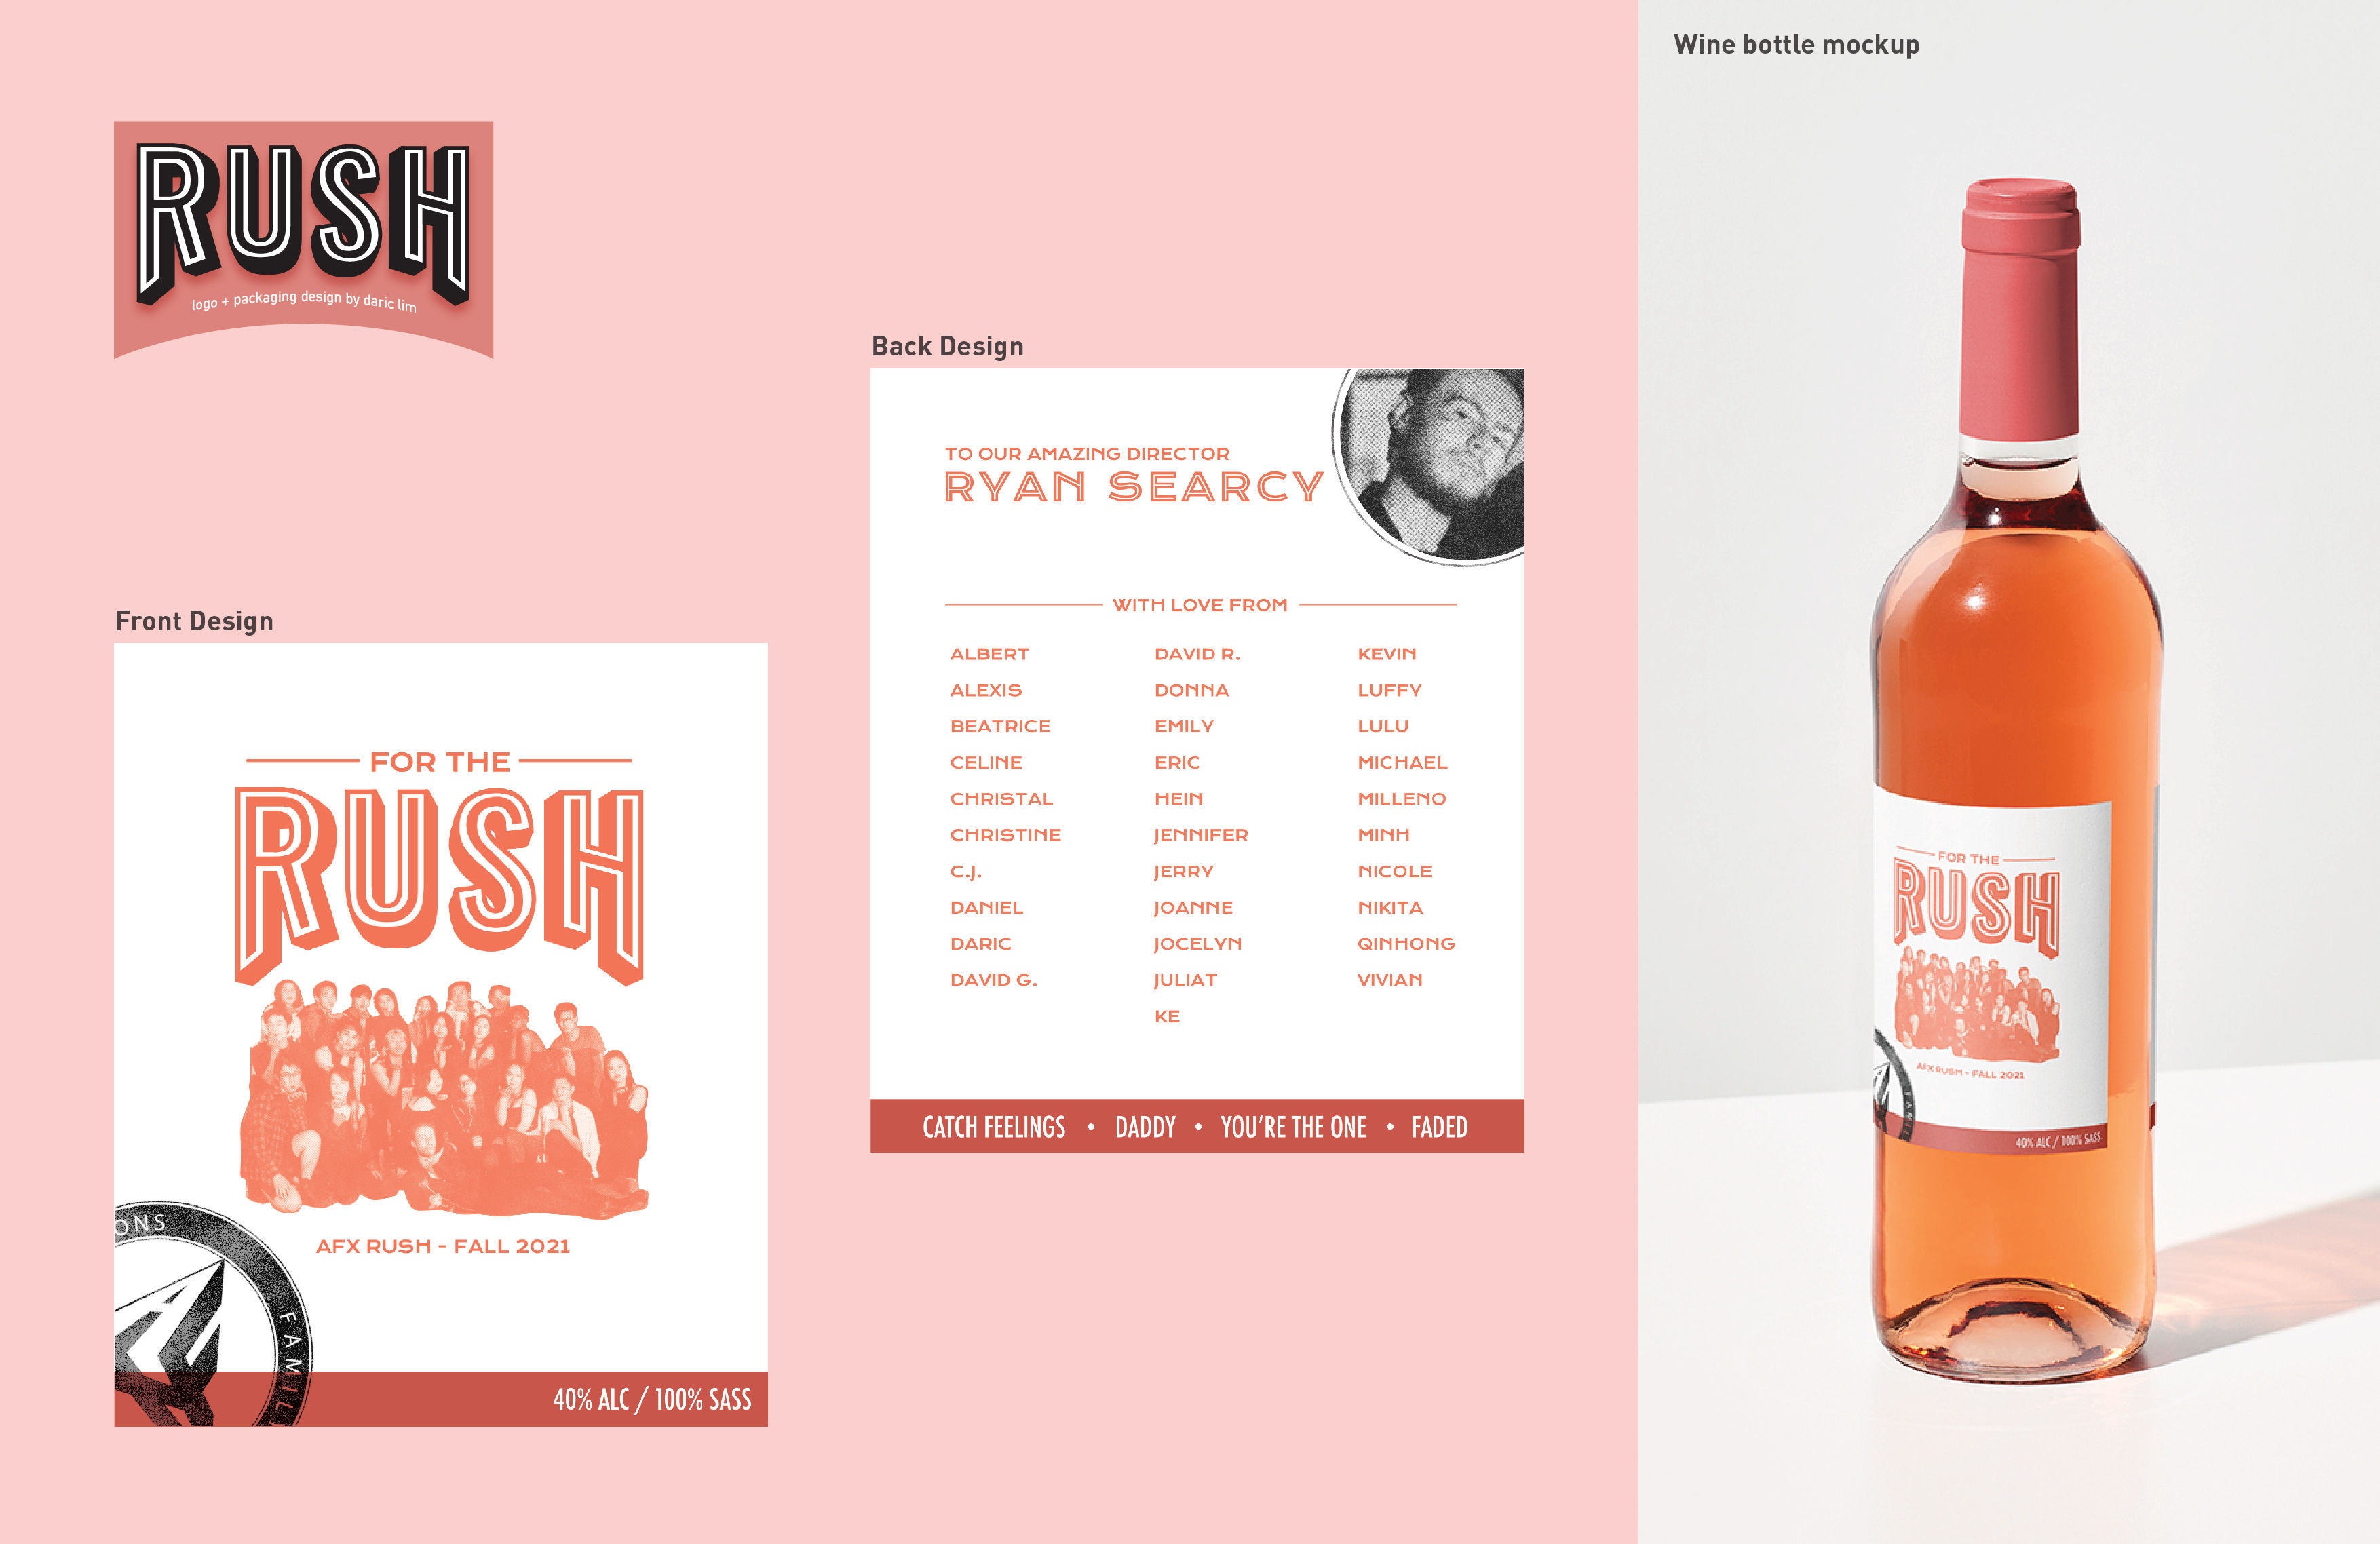 RUSH
logo + packaging design by daric lim
Front Design
FOR THE
RUSH
AFX RUSH - FALL 2021
ONS
FAMIL
40% ALC / 100% SASS
Back Design
TO OUR AMAZING DIRECTOR
RYAN SEARCY
WITH LOVE FROM
ALBERT
ALEXIS
BEATRICE
CELINE
CHRISTAL
CHRISTINE
C.J.
DANIEL
DARIC
DAVID G.
DAVID R.
DONNA
EMILY
ERIC
HEIN
JENNIFER
JERRY
JOANNE
JOCELYN
JULIAT
KE
KEVIN
LUFFY
LULU
MICHAEL
MILLENO
MINH
NICOLE
NIKITA
QINHONG
VIVIAN
CATCH FEELINGS • DADDY • YOU'RE THE ONE • FADED
Wine bottle mockup
FOR THE
RUSH
AFX RUSH - FALL 2021
FAMIL
40% ALC / 100% SASS